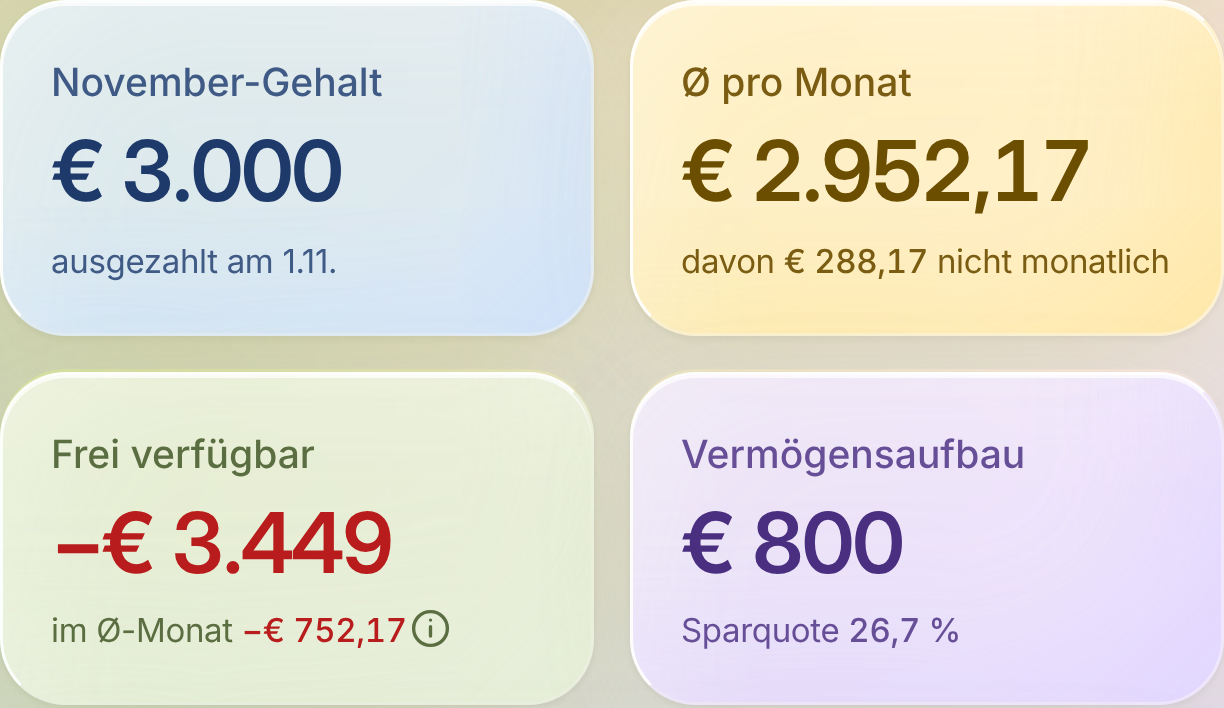 November-Gehalt
€ 3.000
ausgezahlt am 1.11.
Ø pro Monat
€ 2.952,17
davon € 288,17 nicht monatlich
Frei verfügbar
−€ 3.449
im Ø-Monat −€ 752,17
Vermögensaufbau
€ 800
Sparquote 26,7 %